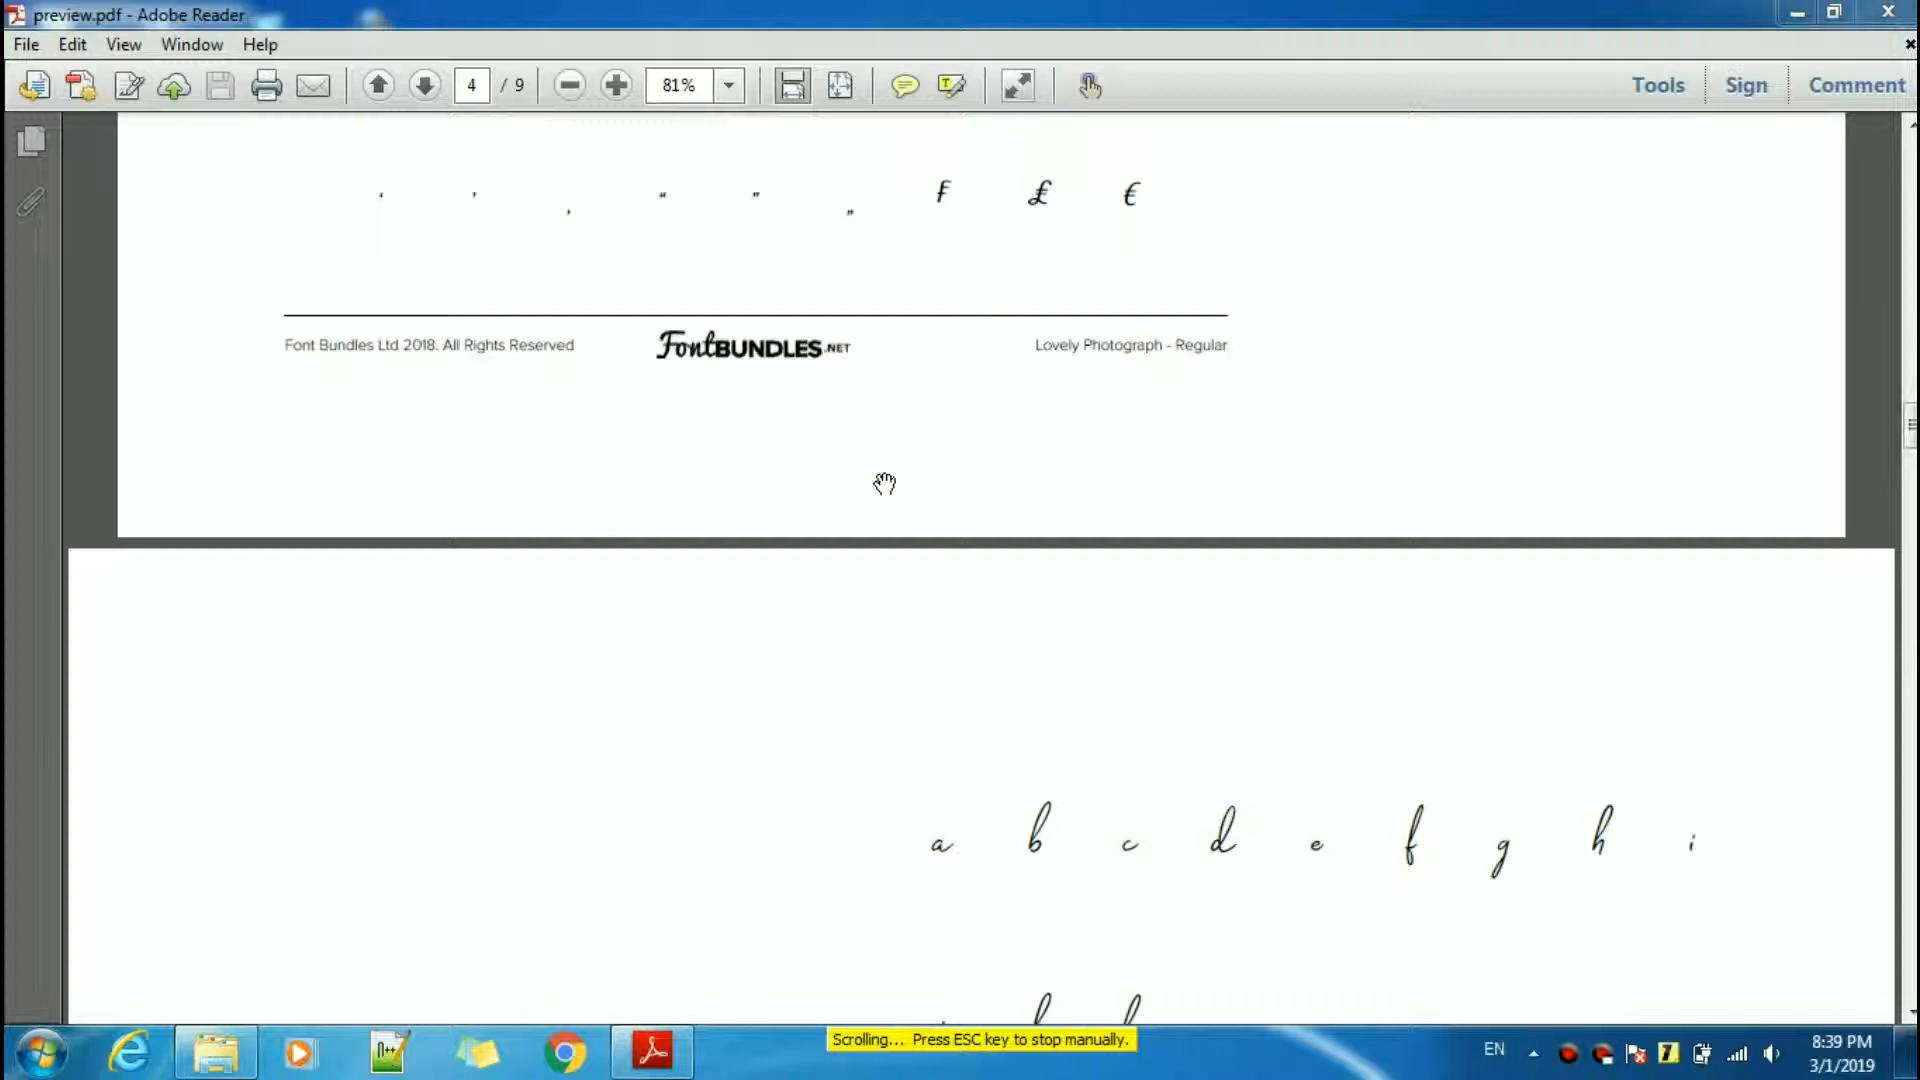 preview.pdf - Adobe Reader
File Edit View Window Help
4 / 9 81% Tools Sign Comment
‘ ’ ‚ “ ” „ ₣ £ €
Font Bundles Ltd 2018. All Rights Reserved FontBUNDLES.NET Lovely Photograph - Regular
a b c d e f g h i
Scrolling... Press ESC key to stop manually.
EN 8:39 PM
3/1/2019